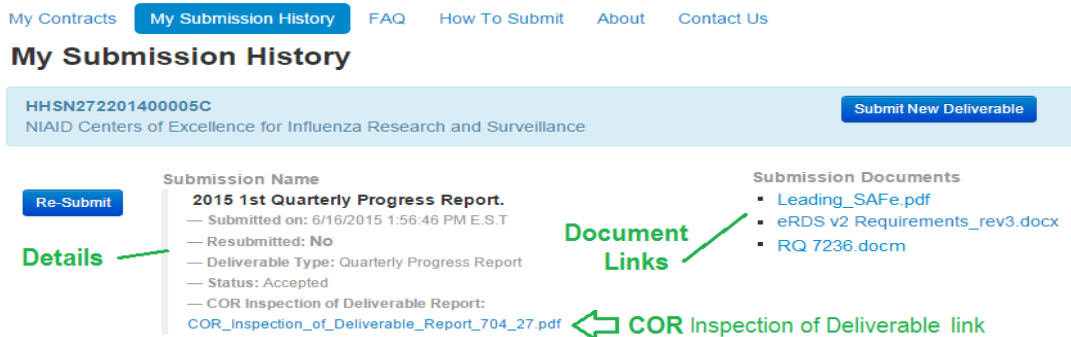 My Contracts My Submission History FAQ How To Submit About Contact Us
My Submission History
HHSN272201400005C
NIAID Centers of Excellence for Influenza Research and Surveillance
Submit New Deliverable
Re-Submit
Submission Name
2015 1st Quarterly Progress Report.
— Submitted on: 6/16/2015 1:56:46 PM E.S.T
— Resubmitted: No
— Deliverable Type: Quarterly Progress Report
— Status: Accepted
— COR Inspection of Deliverable Report:
COR_Inspection_of_Deliverable_Report_704_27.pdf
Details
Submission Documents
▪ Leading_SAFe.pdf
▪ eRDS v2 Requirements_rev3.docx
▪ RQ 7236.docm
Document
Links
COR Inspection of Deliverable link